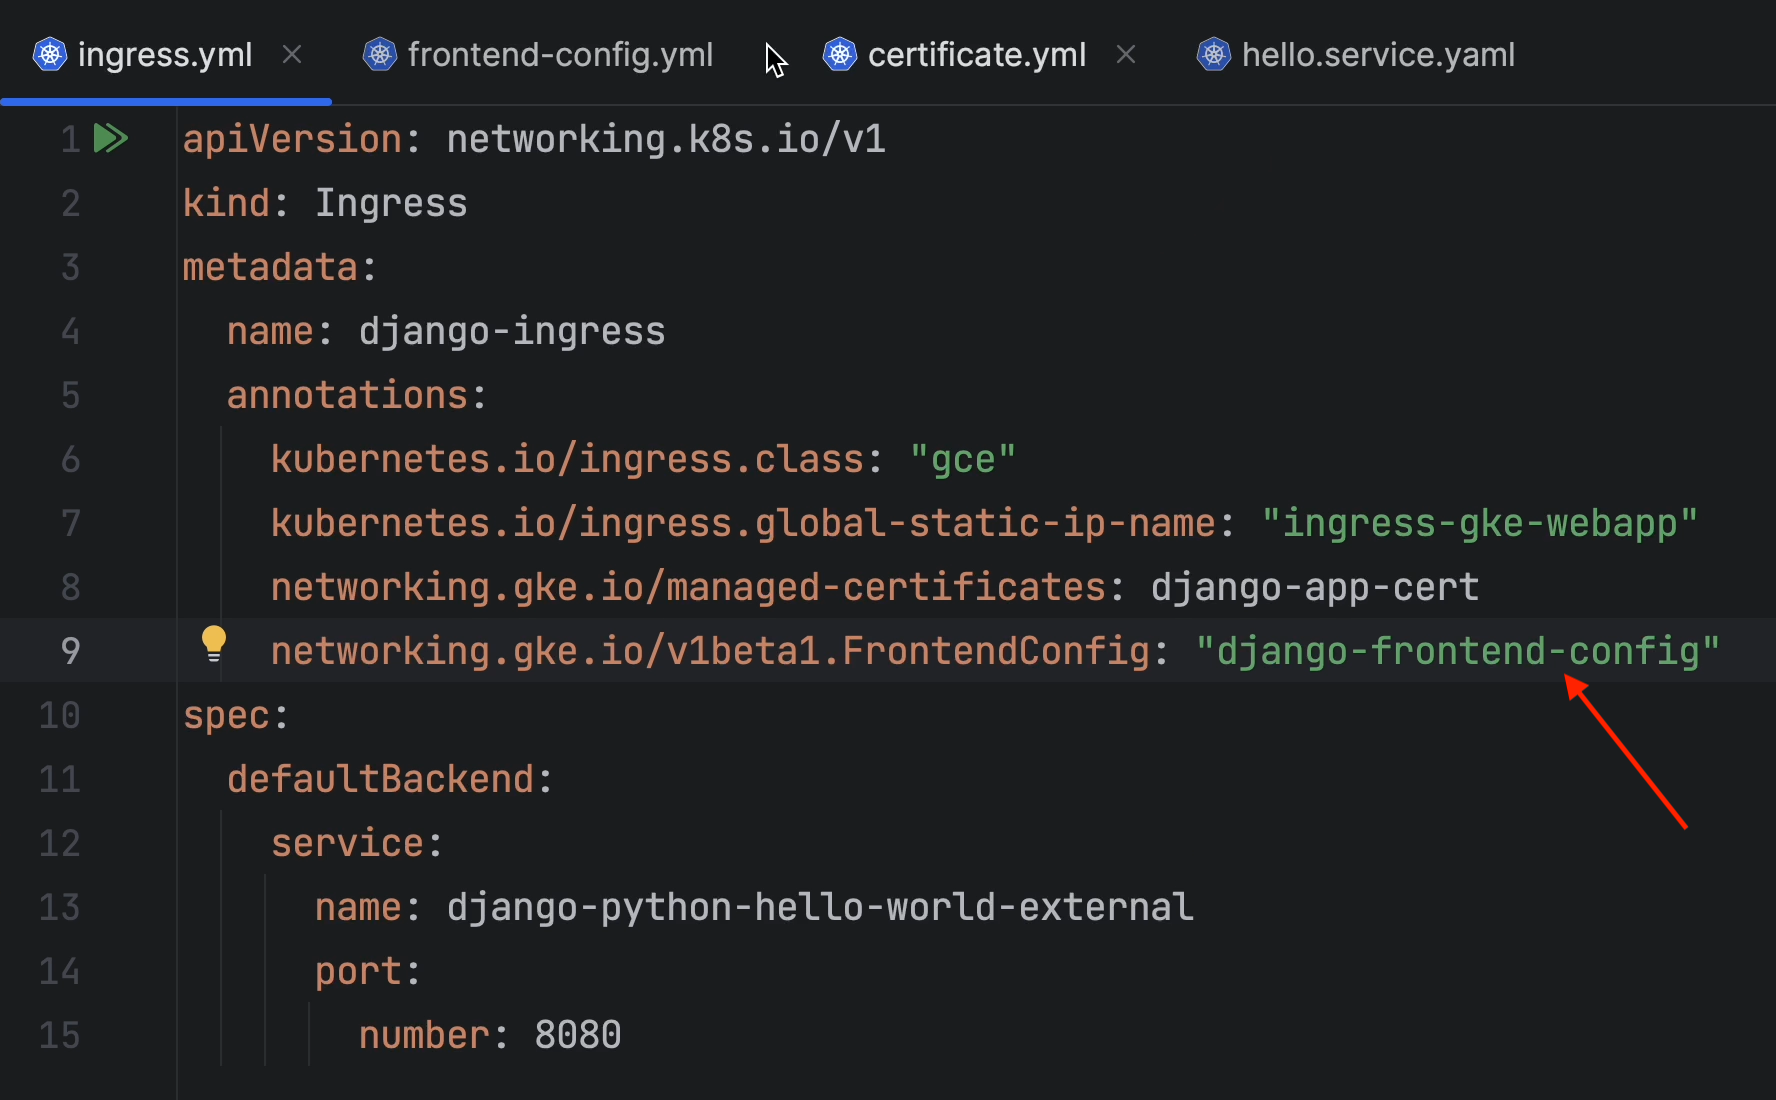 ingress.yml frontend-config.yml certificate.yml hello.service.yaml
1 apiVersion: networking.k8s.io/v1
2 kind: Ingress
3 metadata:
4   name: django-ingress
5   annotations:
6     kubernetes.io/ingress.class: "gce"
7     kubernetes.io/ingress.global-static-ip-name: "ingress-gke-webapp"
8     networking.gke.io/managed-certificates: django-app-cert
9     networking.gke.io/v1beta1.FrontendConfig: "django-frontend-config"
10 spec:
11   defaultBackend:
12     service:
13       name: django-python-hello-world-external
14       port:
15         number: 8080